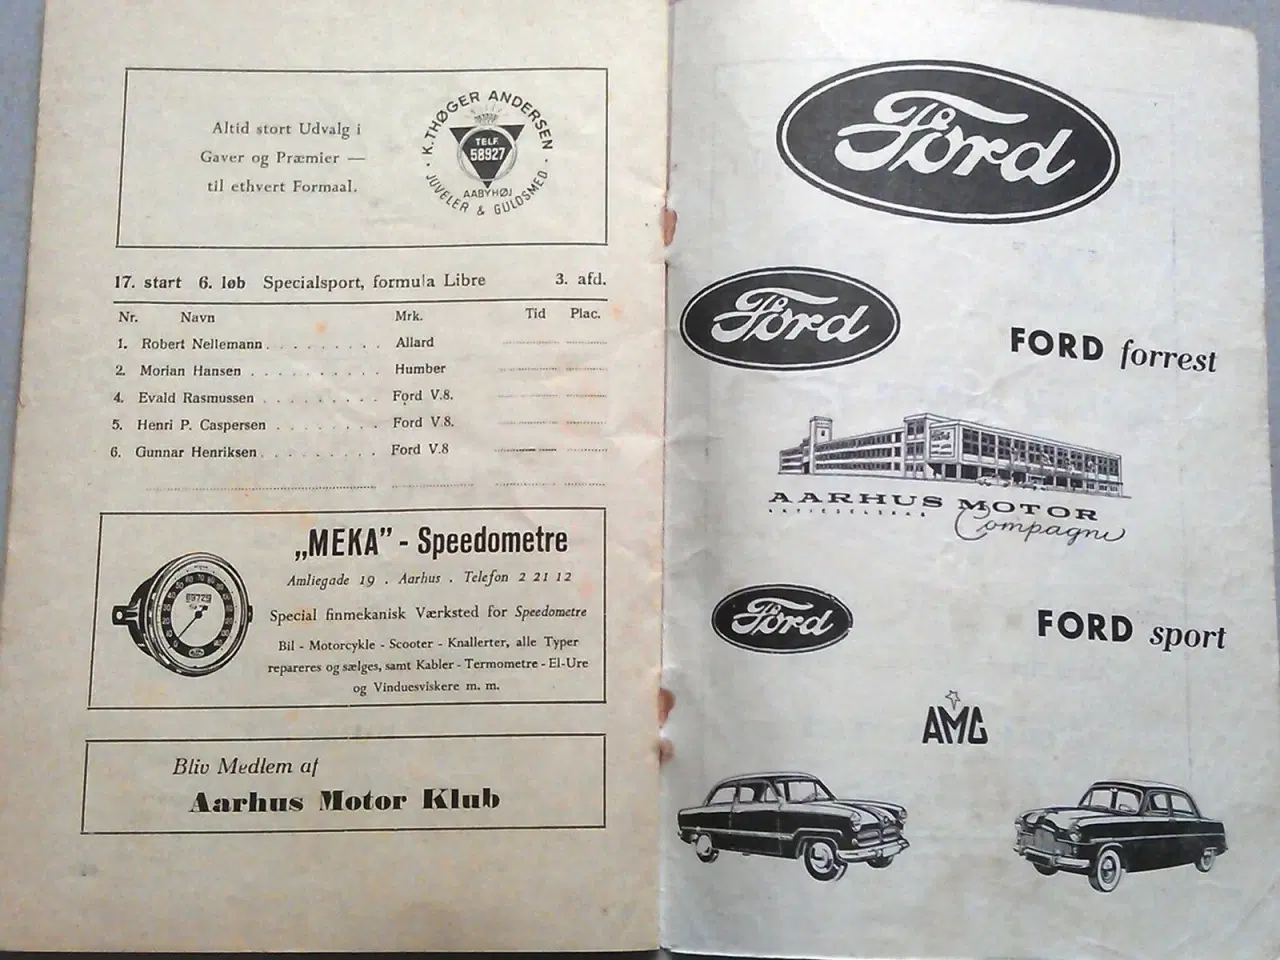 Altid stort Udvalg i
Gaver og Præmier —
til ethvert Formaal.
K. THØGER ANDERSEN
TELF.
58927
AABYHØJ
· JUVELER & GULDSMED ·
17. start 6. løb Specialsport, formula Libre 3. afd.
Nr. Navn Mrk. Tid Plac.
1. Robert Nellemann . . . . . . . . . Allard
2. Morian Hansen . . . . . . . . . . Humber
4. Evald Rasmussen . . . . . . . . . Ford V.8.
5. Henri P. Caspersen . . . . . . . . Ford V.8.
6. Gunnar Henriksen . . . . . . . . . Ford V.8
„MEKA” - Speedometre
Amliegade 19 . Aarhus . Telefon 2 21 12
Special finmekanisk Værksted for Speedometre
Bil - Motorcykle - Scooter - Knallerter, alle Typer
repareres og sælges, samt Kabler - Termometre - El-Ure
og Vinduesviskere m. m.
Bliv Medlem af
Aarhus Motor Klub
Ford
Ford
FORD forrest
AARHUS MOTOR
AKTIESELSKAB
Compagni
Ford
FORD sport
AMC